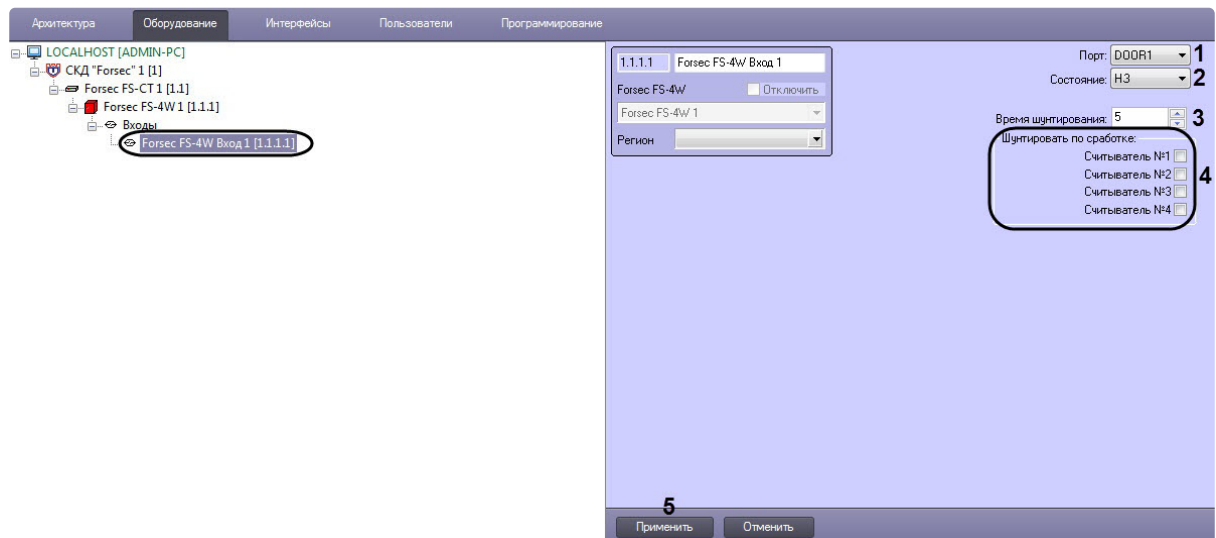 Архитектура Оборудование Интерфейсы Пользователи Программирование
LOCALHOST [ADMIN-PC]
СКД "Forsec" 1 [1]
Forsec FS-CT 1 [1.1]
Forsec FS-4W 1 [1.1.1]
Входы
Forsec FS-4W Вход 1 [1.1.1.1]
1.1.1.1 Forsec FS-4W Вход 1
Forsec FS-4W Отключить
Forsec FS-4W 1
Регион
Порт: DOOR1 1
Состояние: НЗ 2
Время шунтирования: 5 3
Шунтировать по сработке:
Считыватель №1
Считыватель №2
4
Считыватель №3
Считыватель №4
5
Применить Отменить